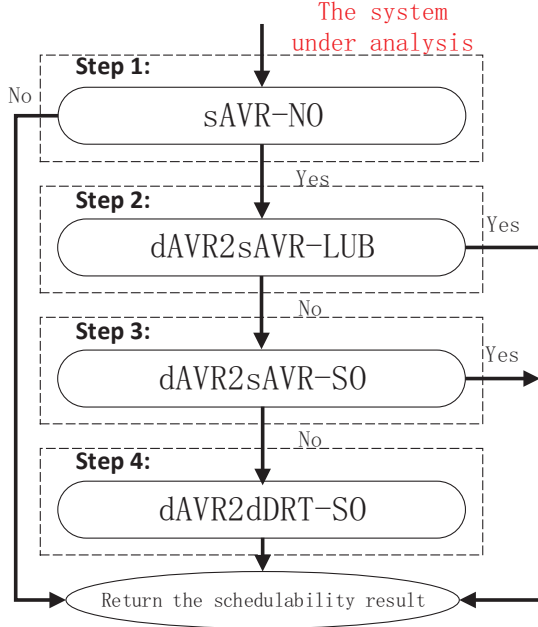 The system
under analysis
Step 1:
No
sAVR-NO
Yes
Step 2:
Yes
dAVR2sAVR-LUB
No
Step 3:
Yes
dAVR2sAVR-SO
No
Step 4:
dAVR2dDRT-SO
Return the schedulability result